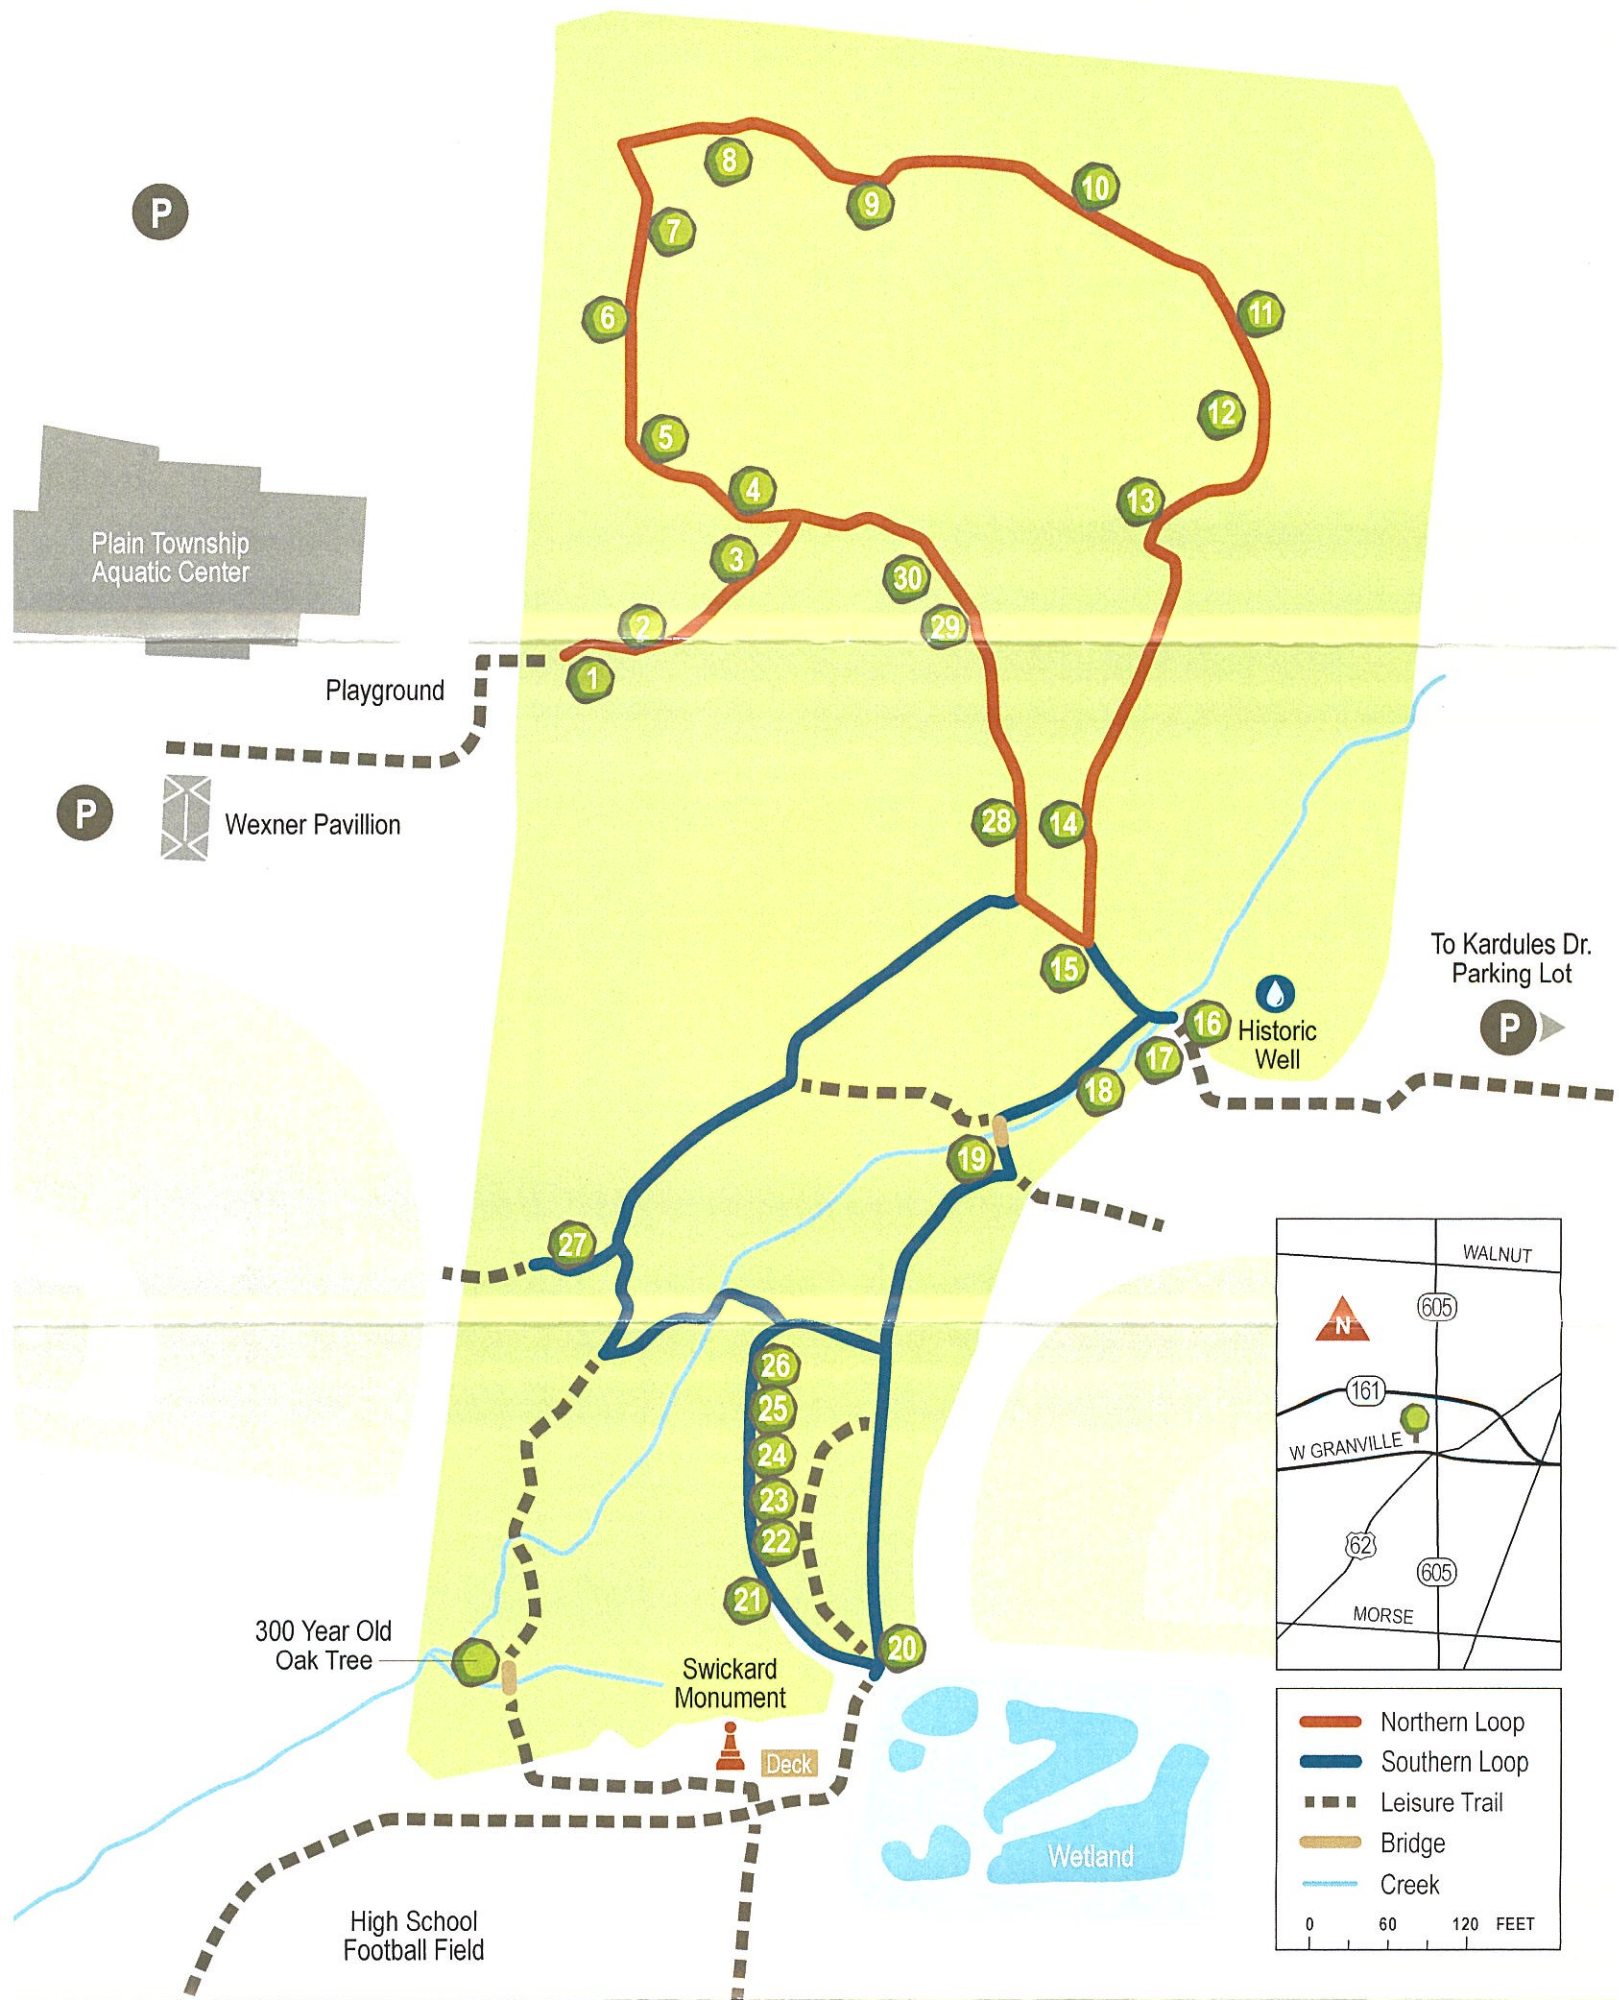 8
10
P
9
7
11
6
12
5
4
13
Plain Township
Aquatic Center
3
30
2
29
1
Playground
P
Wexner Pavillion
28
14
To Kardules Dr.
Parking Lot
15
P
16
Historic
Well
17
18
19
27
WALNUT
605
N
26
161
25
W GRANVILLE
24
23
22
62
605
21
MORSE
300 Year Old
Oak Tree
20
Swickard
Monument
Deck
Northern Loop
Southern Loop
Leisure Trail
Bridge
Wetland
Creek
0 60 120 FEET
High School
Football Field